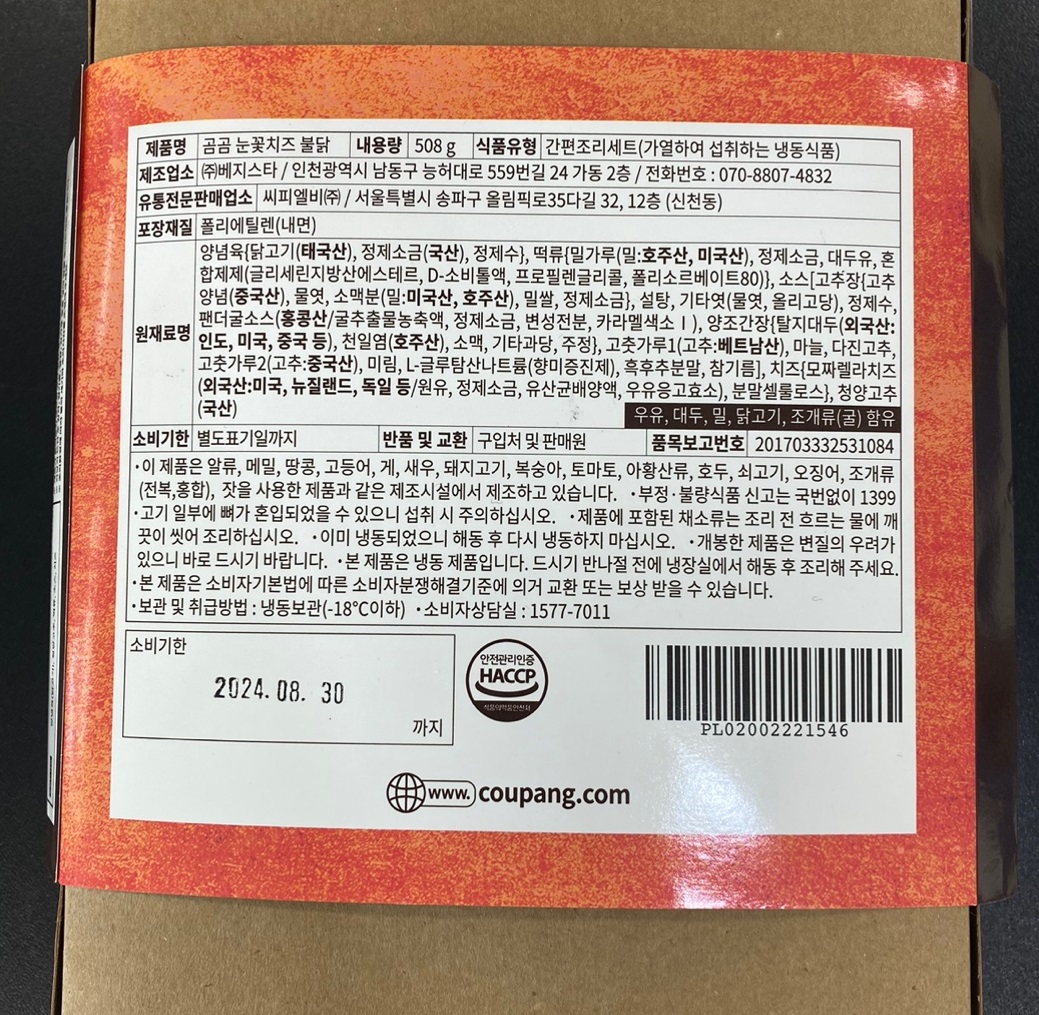 제품명 곰곰 눈꽃치즈 불닭 내용량 508 g 식품유형 간편조리세트(가열하여 섭취하는 냉동식품)
제조업소 ㈜베지스타 / 인천광역시 남동구 능허대로 559번길 24 가동 2층 / 전화번호 : 070-8807-4832
유통전문판매업소 씨피엘비㈜ / 서울특별시 송파구 올림픽로35다길 32, 12층 (신천동)
포장재질 폴리에틸렌(내면)
원재료명
양념육{닭고기(태국산), 정제소금(국산), 정제수}, 떡류{밀가루(밀:호주산, 미국산), 정제소금, 대두유, 혼
합제제(글리세린지방산에스테르, D-소비톨액, 프로필렌글리콜, 폴리소르베이트80)}, 소스[고추장{고추
양념(중국산), 물엿, 소맥분(밀:미국산, 호주산), 밀쌀, 정제소금}, 설탕, 기타엿(물엿, 올리고당), 정제수,
팬더굴소스(홍콩산/굴추출물농축액, 정제소금, 변성전분, 카라멜색소Ⅰ), 양조간장{탈지대두(외국산:
인도, 미국, 중국 등), 천일염(호주산), 소맥, 기타과당, 주정}, 고춧가루1(고추:베트남산), 마늘, 다진고추,
고춧가루2(고추:중국산), 미림, L-글루탐산나트륨(향미증진제), 흑후추분말, 참기름], 치즈{모짜렐라치즈
(외국산:미국, 뉴질랜드, 독일 등/원유, 정제소금, 유산균배양액, 우유응고효소), 분말셀룰로스}, 청양고추
(국산)
우유, 대두, 밀, 닭고기, 조개류(굴) 함유
소비기한 별도표기일까지 반품 및 교환 구입처 및 판매원 품목보고번호 201703332531084
·이 제품은 알류, 메밀, 땅콩, 고등어, 게, 새우, 돼지고기, 복숭아, 토마토, 아황산류, 호두, 쇠고기, 오징어, 조개류
(전복,홍합), 잣을 사용한 제품과 같은 제조시설에서 제조하고 있습니다. ·부정·불량식품 신고는 국번없이 1399
·고기 일부에 뼈가 혼입되었을 수 있으니 섭취 시 주의하십시오. ·제품에 포함된 채소류는 조리 전 흐르는 물에 깨
끗이 씻어 조리하십시오. ·이미 냉동되었으니 해동 후 다시 냉동하지 마십시오. ·개봉한 제품은 변질의 우려가
있으니 바로 드시기 바랍니다. ·본 제품은 냉동 제품입니다. 드시기 반나절 전에 냉장실에서 해동 후 조리해 주세요.
·본 제품은 소비자기본법에 따른 소비자분쟁해결기준에 의거 교환 또는 보상 받을 수 있습니다.
·보관 및 취급방법 : 냉동보관(-18℃이하) ·소비자상담실 : 1577-7011
소비기한
2024. 08. 30
까지
안전관리인증
HACCP
식품의약품안전처
PL02002221546
www. coupang.com